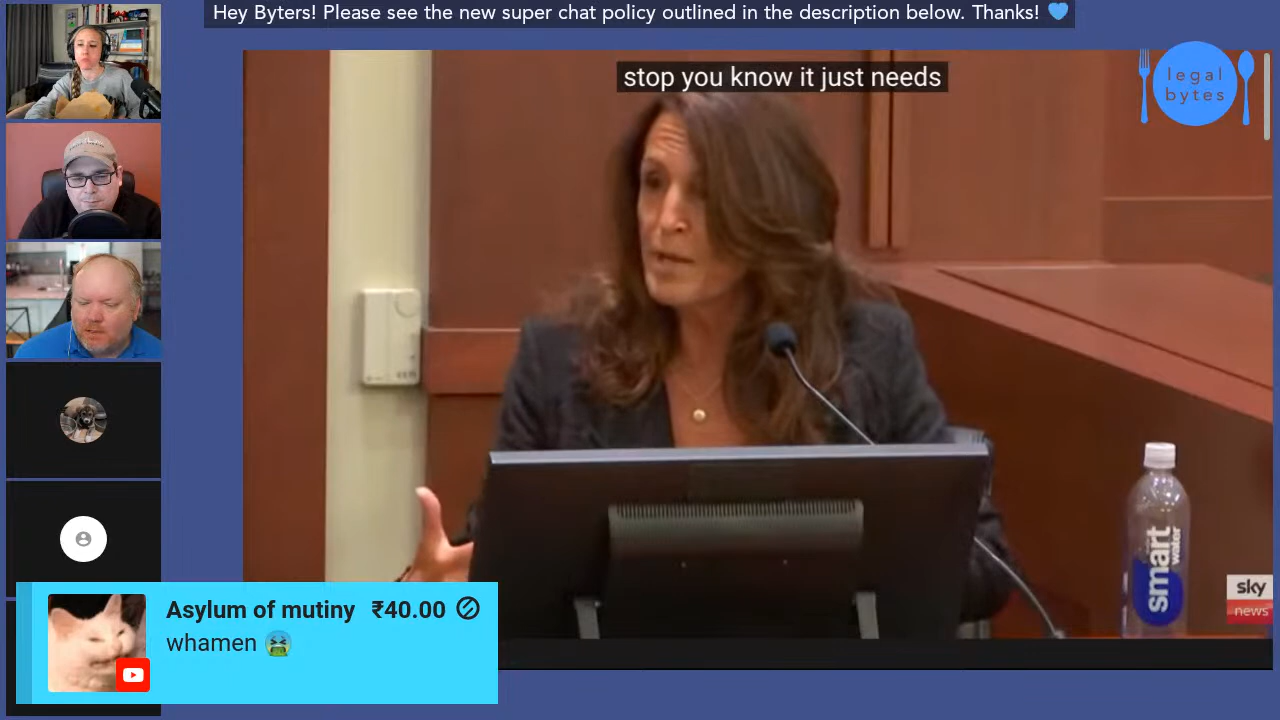 Hey Byters! Please see the new super chat policy outlined in the description below. Thanks! 💙
stop you know it just needs
legal
bytes
smart
water
sky
news
Asylum of mutiny ₹40.00
whamen 🤮